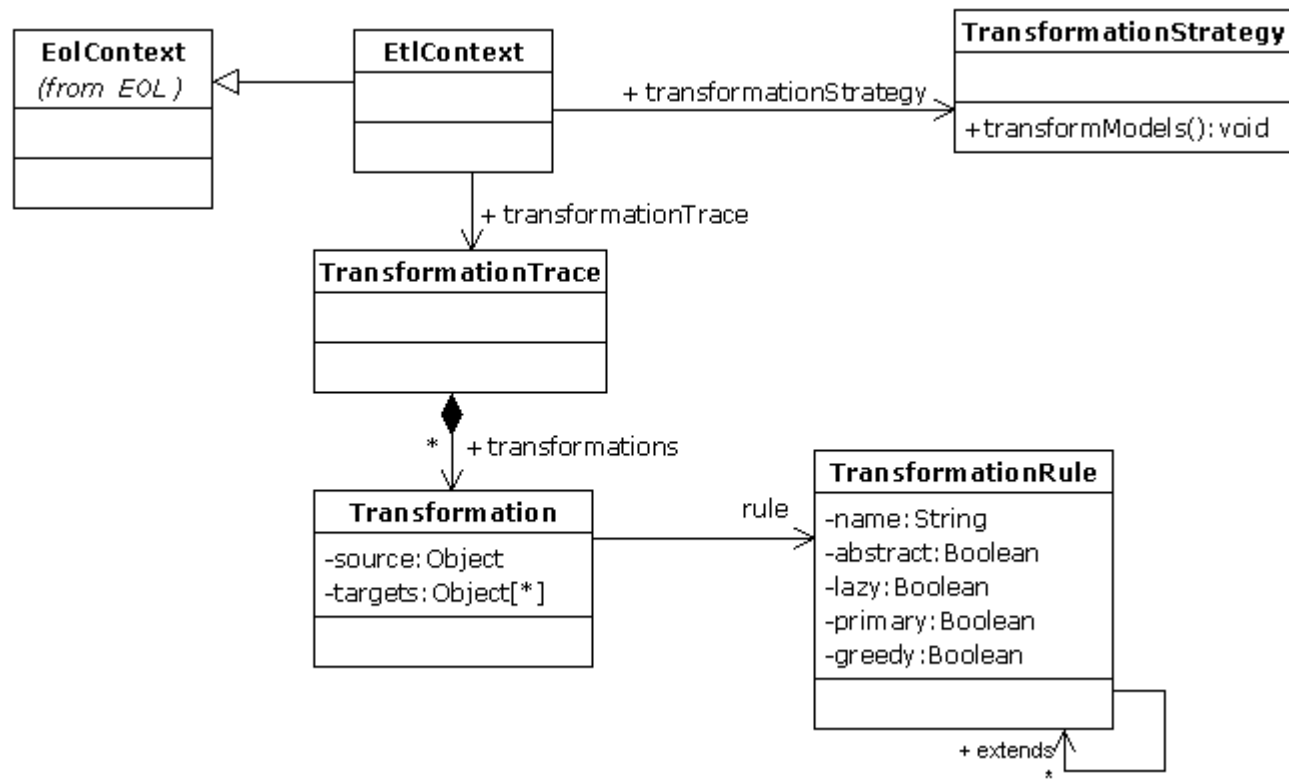 EolContext
(from EOL)
EtlContext
TransformationStrategy
+transformModels():void
+ transformationStrategy
+ transformationTrace
TransformationTrace
*
+ transformations
Transformation
-source:Object
-targets:Object[*]
rule
TransformationRule
-name:String
-abstract:Boolean
-lazy:Boolean
-primary:Boolean
-greedy:Boolean
+ extends
*